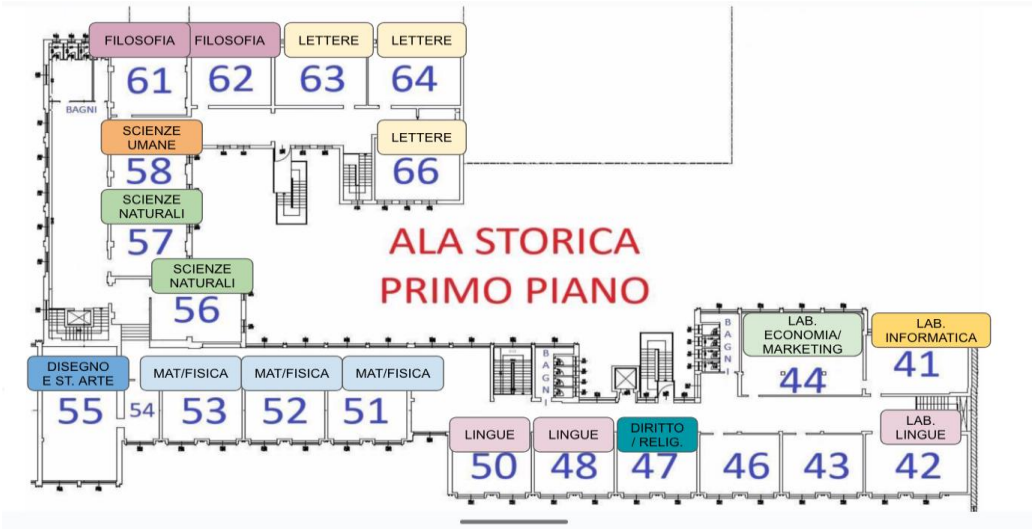 FILOSOFIA
61
FILOSOFIA
62
LETTERE
63
LETTERE
64
BAGNI
SCIENZE
UMANE
58
LETTERE
66
SCIENZE
NATURALI
57
ALA STORICA
PRIMO PIANO
SCIENZE
NATURALI
56
DISEGNO
E ST. ARTE
55
54
MAT/FISICA
53
MAT/FISICA
52
MAT/FISICA
51
BAGNI
BAGNI
LAB.
ECONOMIA/
MARKETING
44
LAB.
INFORMATICA
41
LINGUE
50
LINGUE
48
DIRITTO
/ RELIG.
47
46
43
LAB.
LINGUE
42